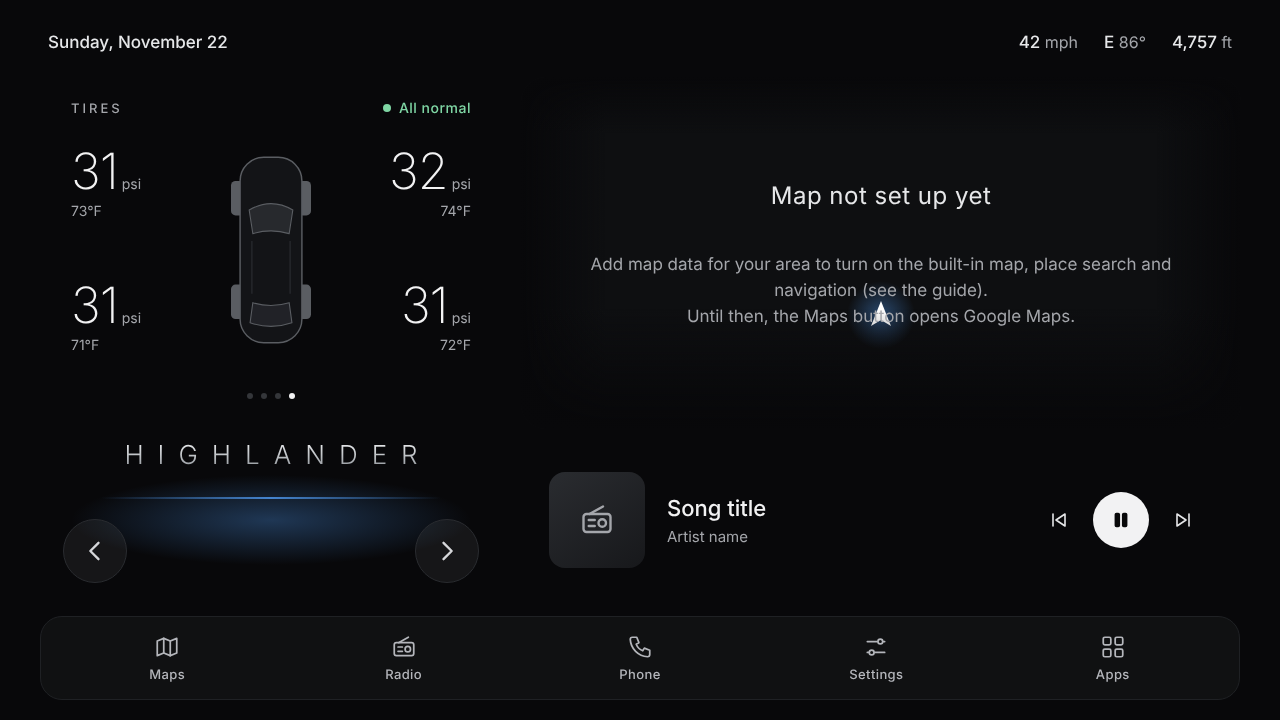 Sunday, November 22
42 mph E 86° 4,757 ft
TIRES
All normal
31 psi
73°F
32 psi
74°F
31 psi
71°F
31 psi
72°F
HIGHLANDER
Map not set up yet
Add map data for your area to turn on the built-in map, place search and
navigation (see the guide).
Until then, the Maps button opens Google Maps.
Song title
Artist name
Maps
Radio
Phone
Settings
Apps